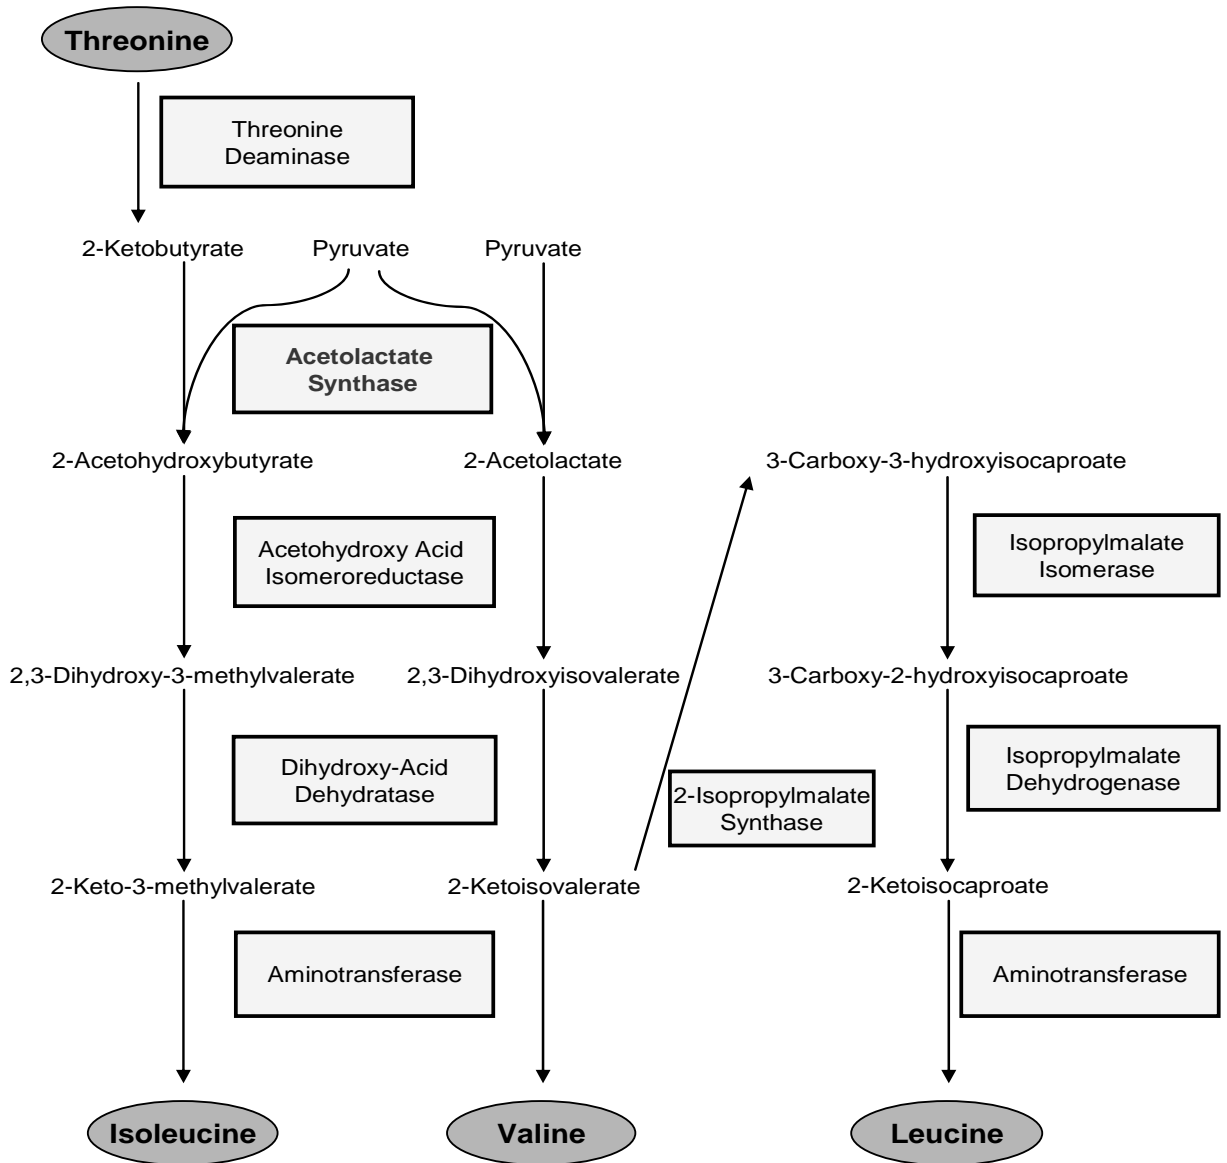 Threonine
Threonine
Deaminase
2-Ketobutyrate
Pyruvate
Pyruvate
Acetolactate
Synthase
2-Acetohydroxybutyrate
2-Acetolactate
3-Carboxy-3-hydroxyisocaproate
Acetohydroxy Acid
Isomeroreductase
Isopropylmalate
Isomerase
2,3-Dihydroxy-3-methylvalerate
2,3-Dihydroxyisovalerate
3-Carboxy-2-hydroxyisocaproate
Dihydroxy-Acid
Dehydratase
2-Isopropylmalate
Synthase
Isopropylmalate
Dehydrogenase
2-Keto-3-methylvalerate
2-Ketoisovalerate
2-Ketoisocaproate
Aminotransferase
Aminotransferase
Isoleucine
Valine
Leucine